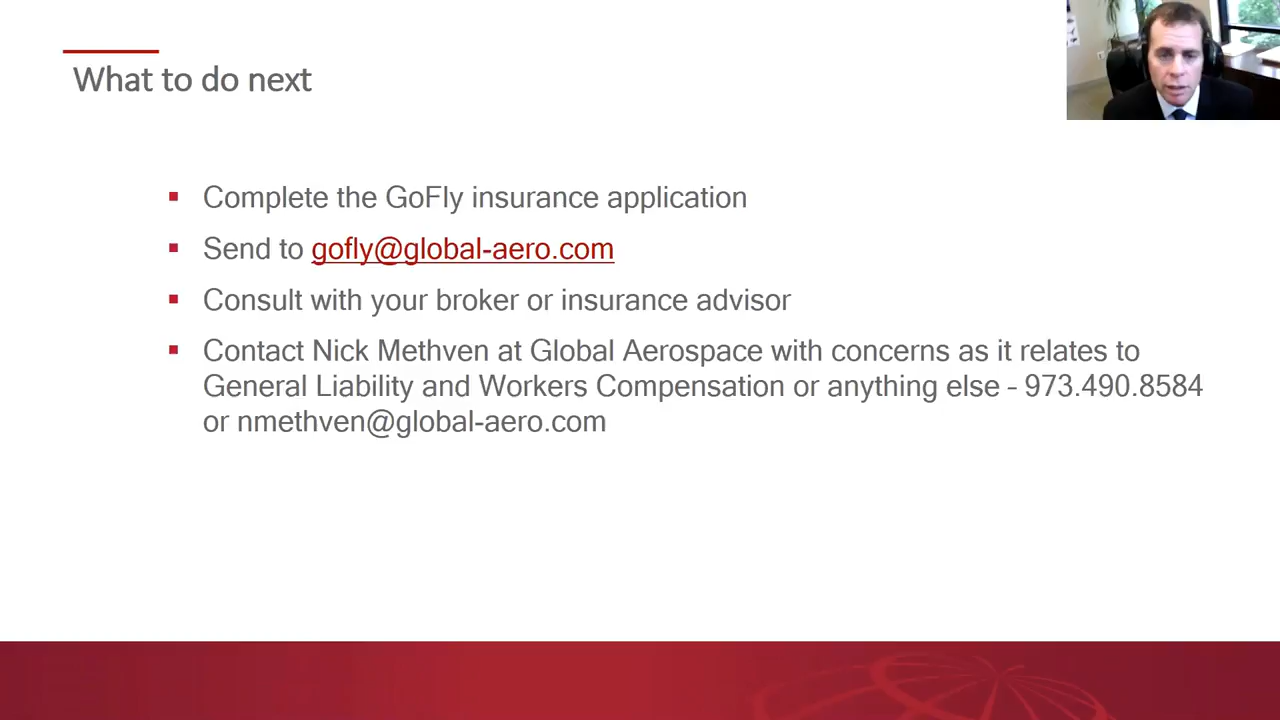 What to do next
Complete the GoFly insurance application
Send to gofly@global-aero.com
Consult with your broker or insurance advisor
Contact Nick Methven at Global Aerospace with concerns as it relates to
General Liability and Workers Compensation or anything else – 973.490.8584
or nmethven@global-aero.com